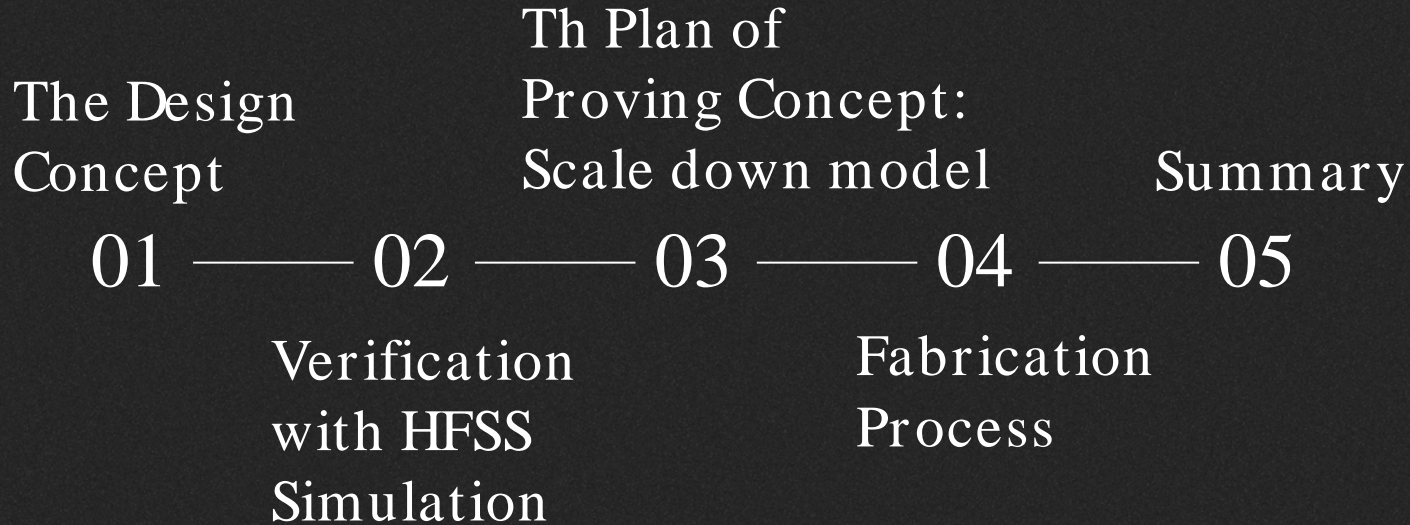 Th Plan of
Proving Concept:
Scale down model
The Design
Concept
Summary
01 02 03 04 05
Verification
with HFSS
Simulation
Fabrication
Process